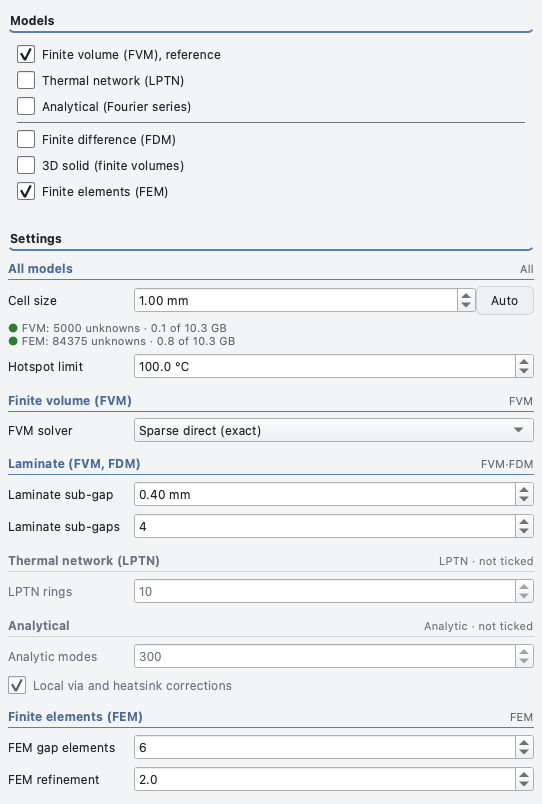 Models
Finite volume (FVM), reference
Thermal network (LPTN)
Analytical (Fourier series)
Finite difference (FDM)
3D solid (finite volumes)
Finite elements (FEM)
Settings
All models All
Cell size 1.00 mm Auto
FVM: 5000 unknowns · 0.1 of 10.3 GB
FEM: 84375 unknowns · 0.8 of 10.3 GB
Hotspot limit 100.0 °C
Finite volume (FVM) FVM
FVM solver Sparse direct (exact)
Laminate (FVM, FDM) FVM·FDM
Laminate sub-gap 0.40 mm
Laminate sub-gaps 4
Thermal network (LPTN) LPTN · not ticked
LPTN rings 10
Analytical Analytic · not ticked
Analytic modes 300
Local via and heatsink corrections
Finite elements (FEM) FEM
FEM gap elements 6
FEM refinement 2.0